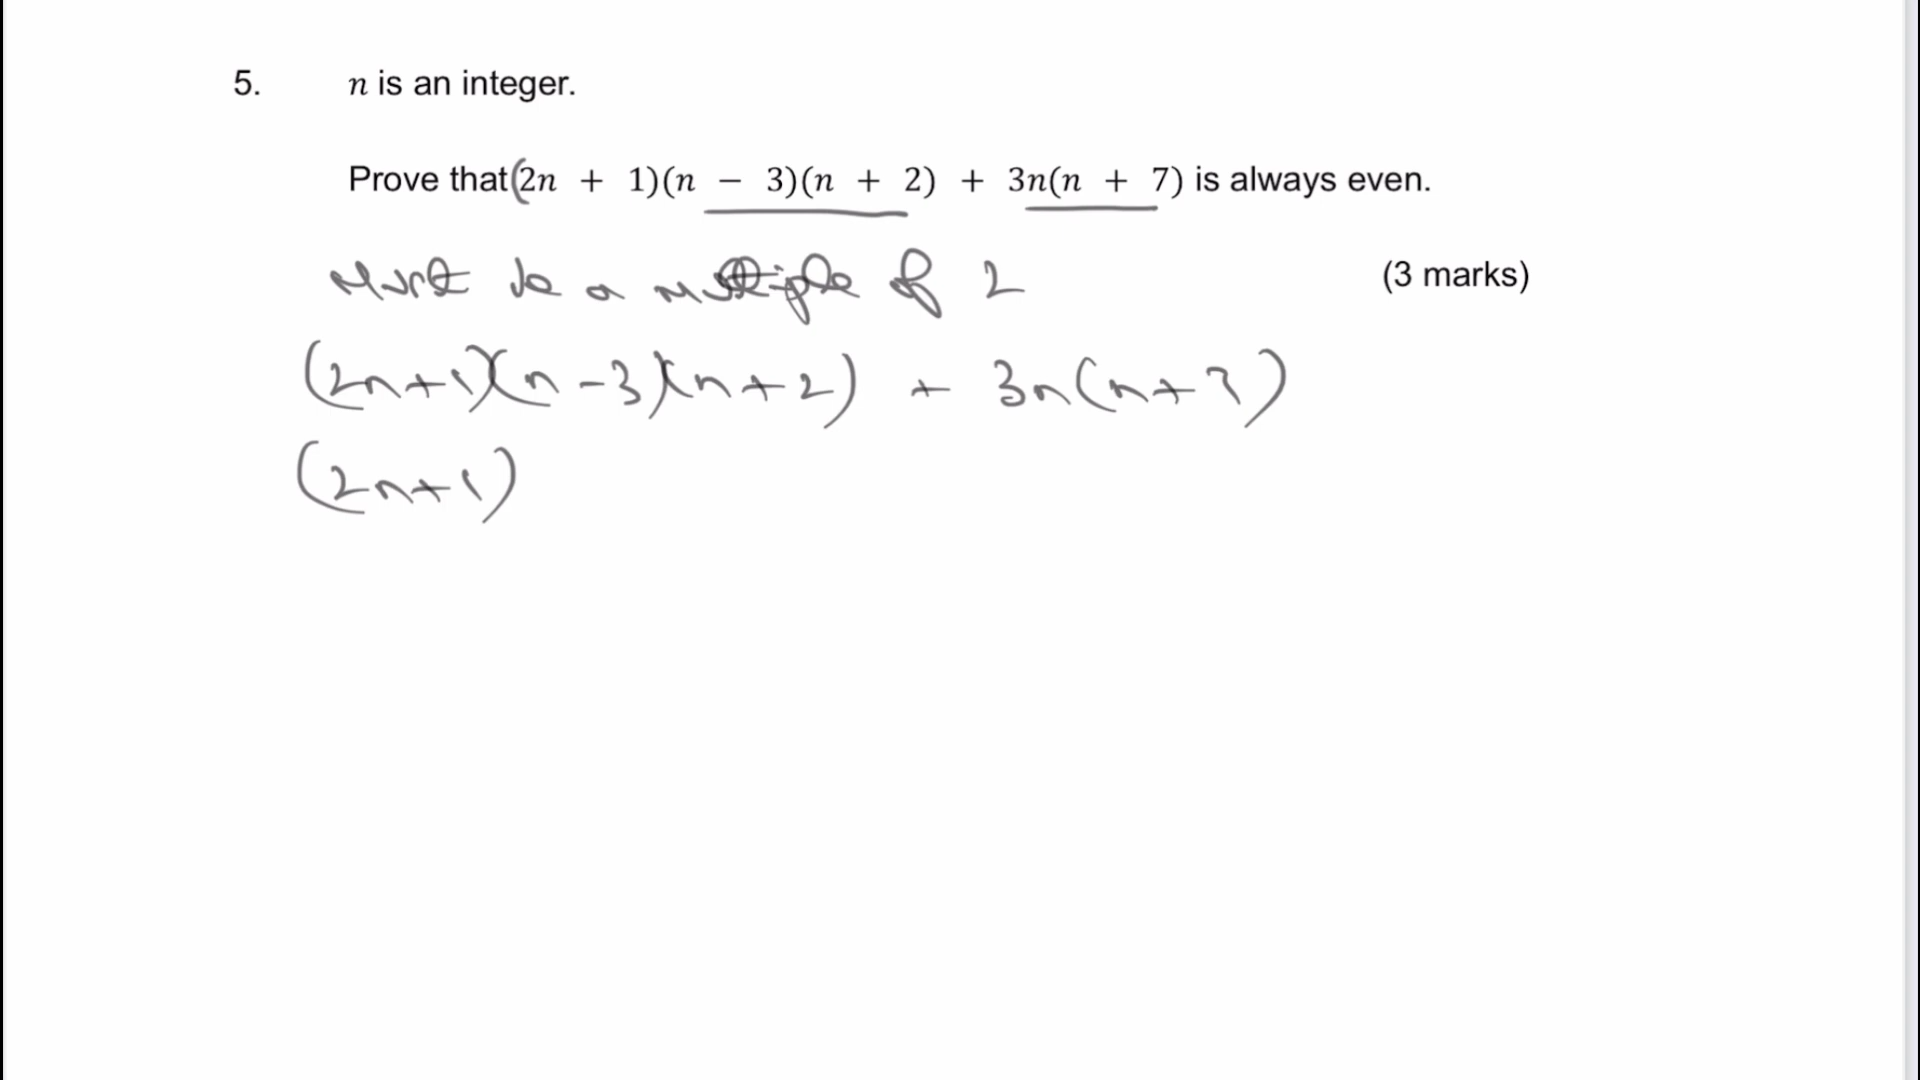 5. n is an integer.
Prove that (2n + 1)(n − 3)(n + 2) + 3n(n + 7) is always even.
(3 marks)
Must be a multiple of 2
(2n+1)(n-3)(n+2) + 3n(n+7)
(2n+1)